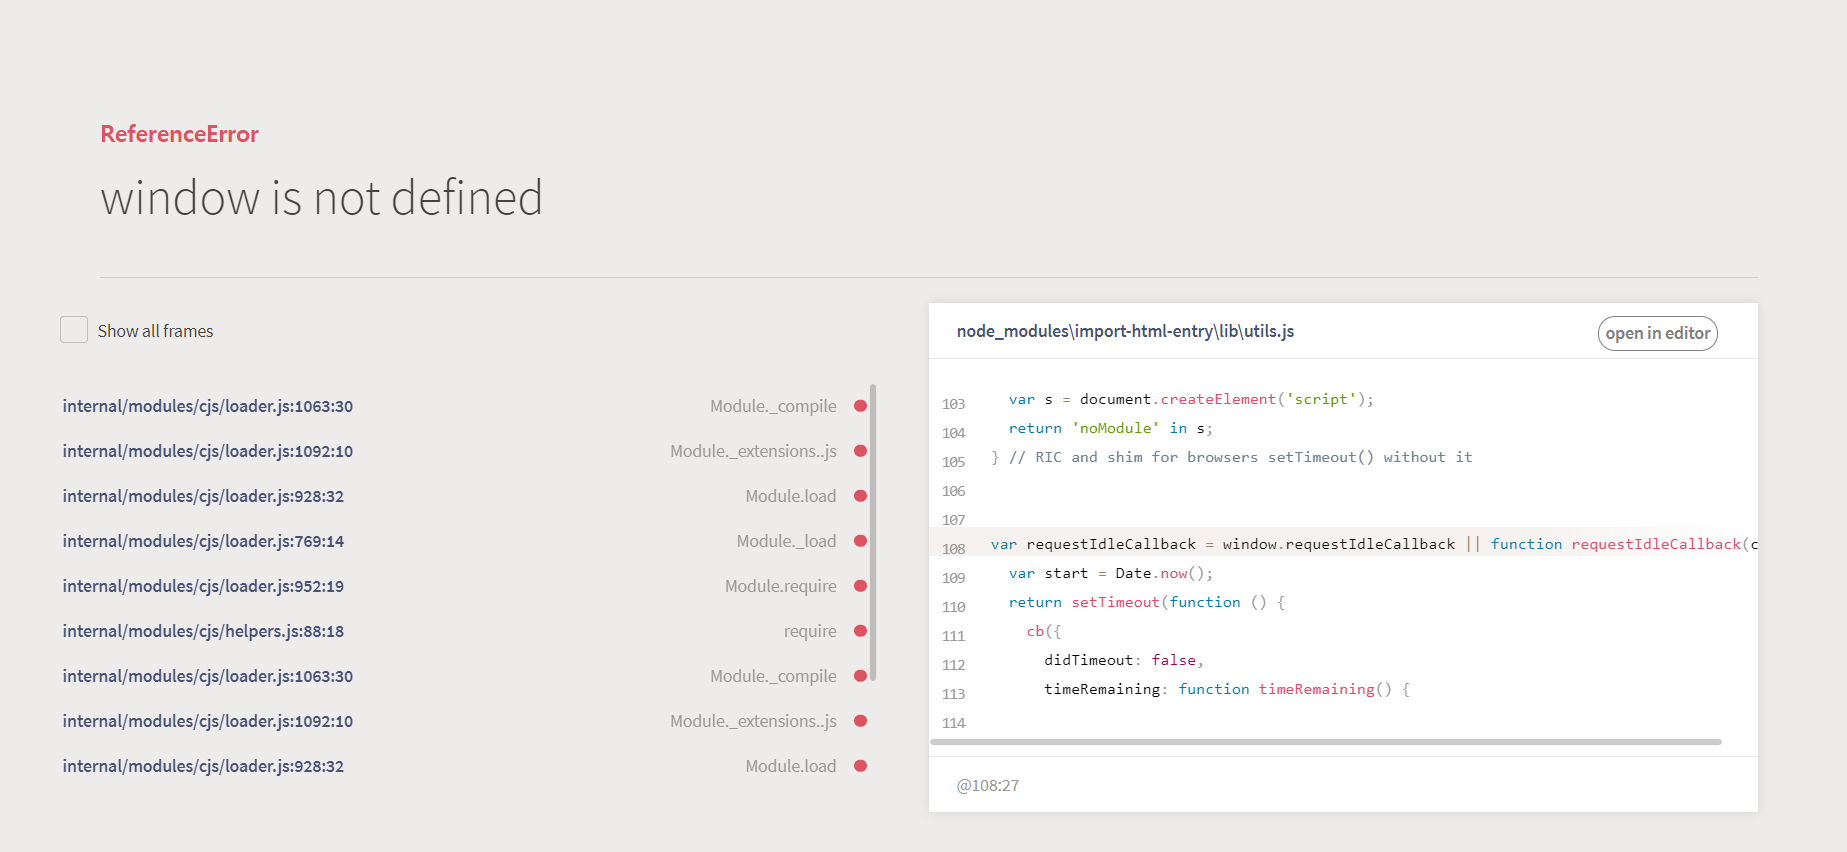 ReferenceError
window is not defined
Show all frames
internal/modules/cjs/loader.js:1063:30 Module._compile
internal/modules/cjs/loader.js:1092:10 Module._extensions..js
internal/modules/cjs/loader.js:928:32 Module.load
internal/modules/cjs/loader.js:769:14 Module._load
internal/modules/cjs/loader.js:952:19 Module.require
internal/modules/cjs/helpers.js:88:18 require
internal/modules/cjs/loader.js:1063:30 Module._compile
internal/modules/cjs/loader.js:1092:10 Module._extensions..js
internal/modules/cjs/loader.js:928:32 Module.load
node_modules\import-html-entry\lib\utils.js open in editor
103 var s = document.createElement('script');
104 return 'noModule' in s;
105 } // RIC and shim for browsers setTimeout() without it
106
107
108 var requestIdleCallback = window.requestIdleCallback || function requestIdleCallback(c
109 var start = Date.now();
110 return setTimeout(function () {
111 cb({
112 didTimeout: false,
113 timeRemaining: function timeRemaining() {
114
@108:27